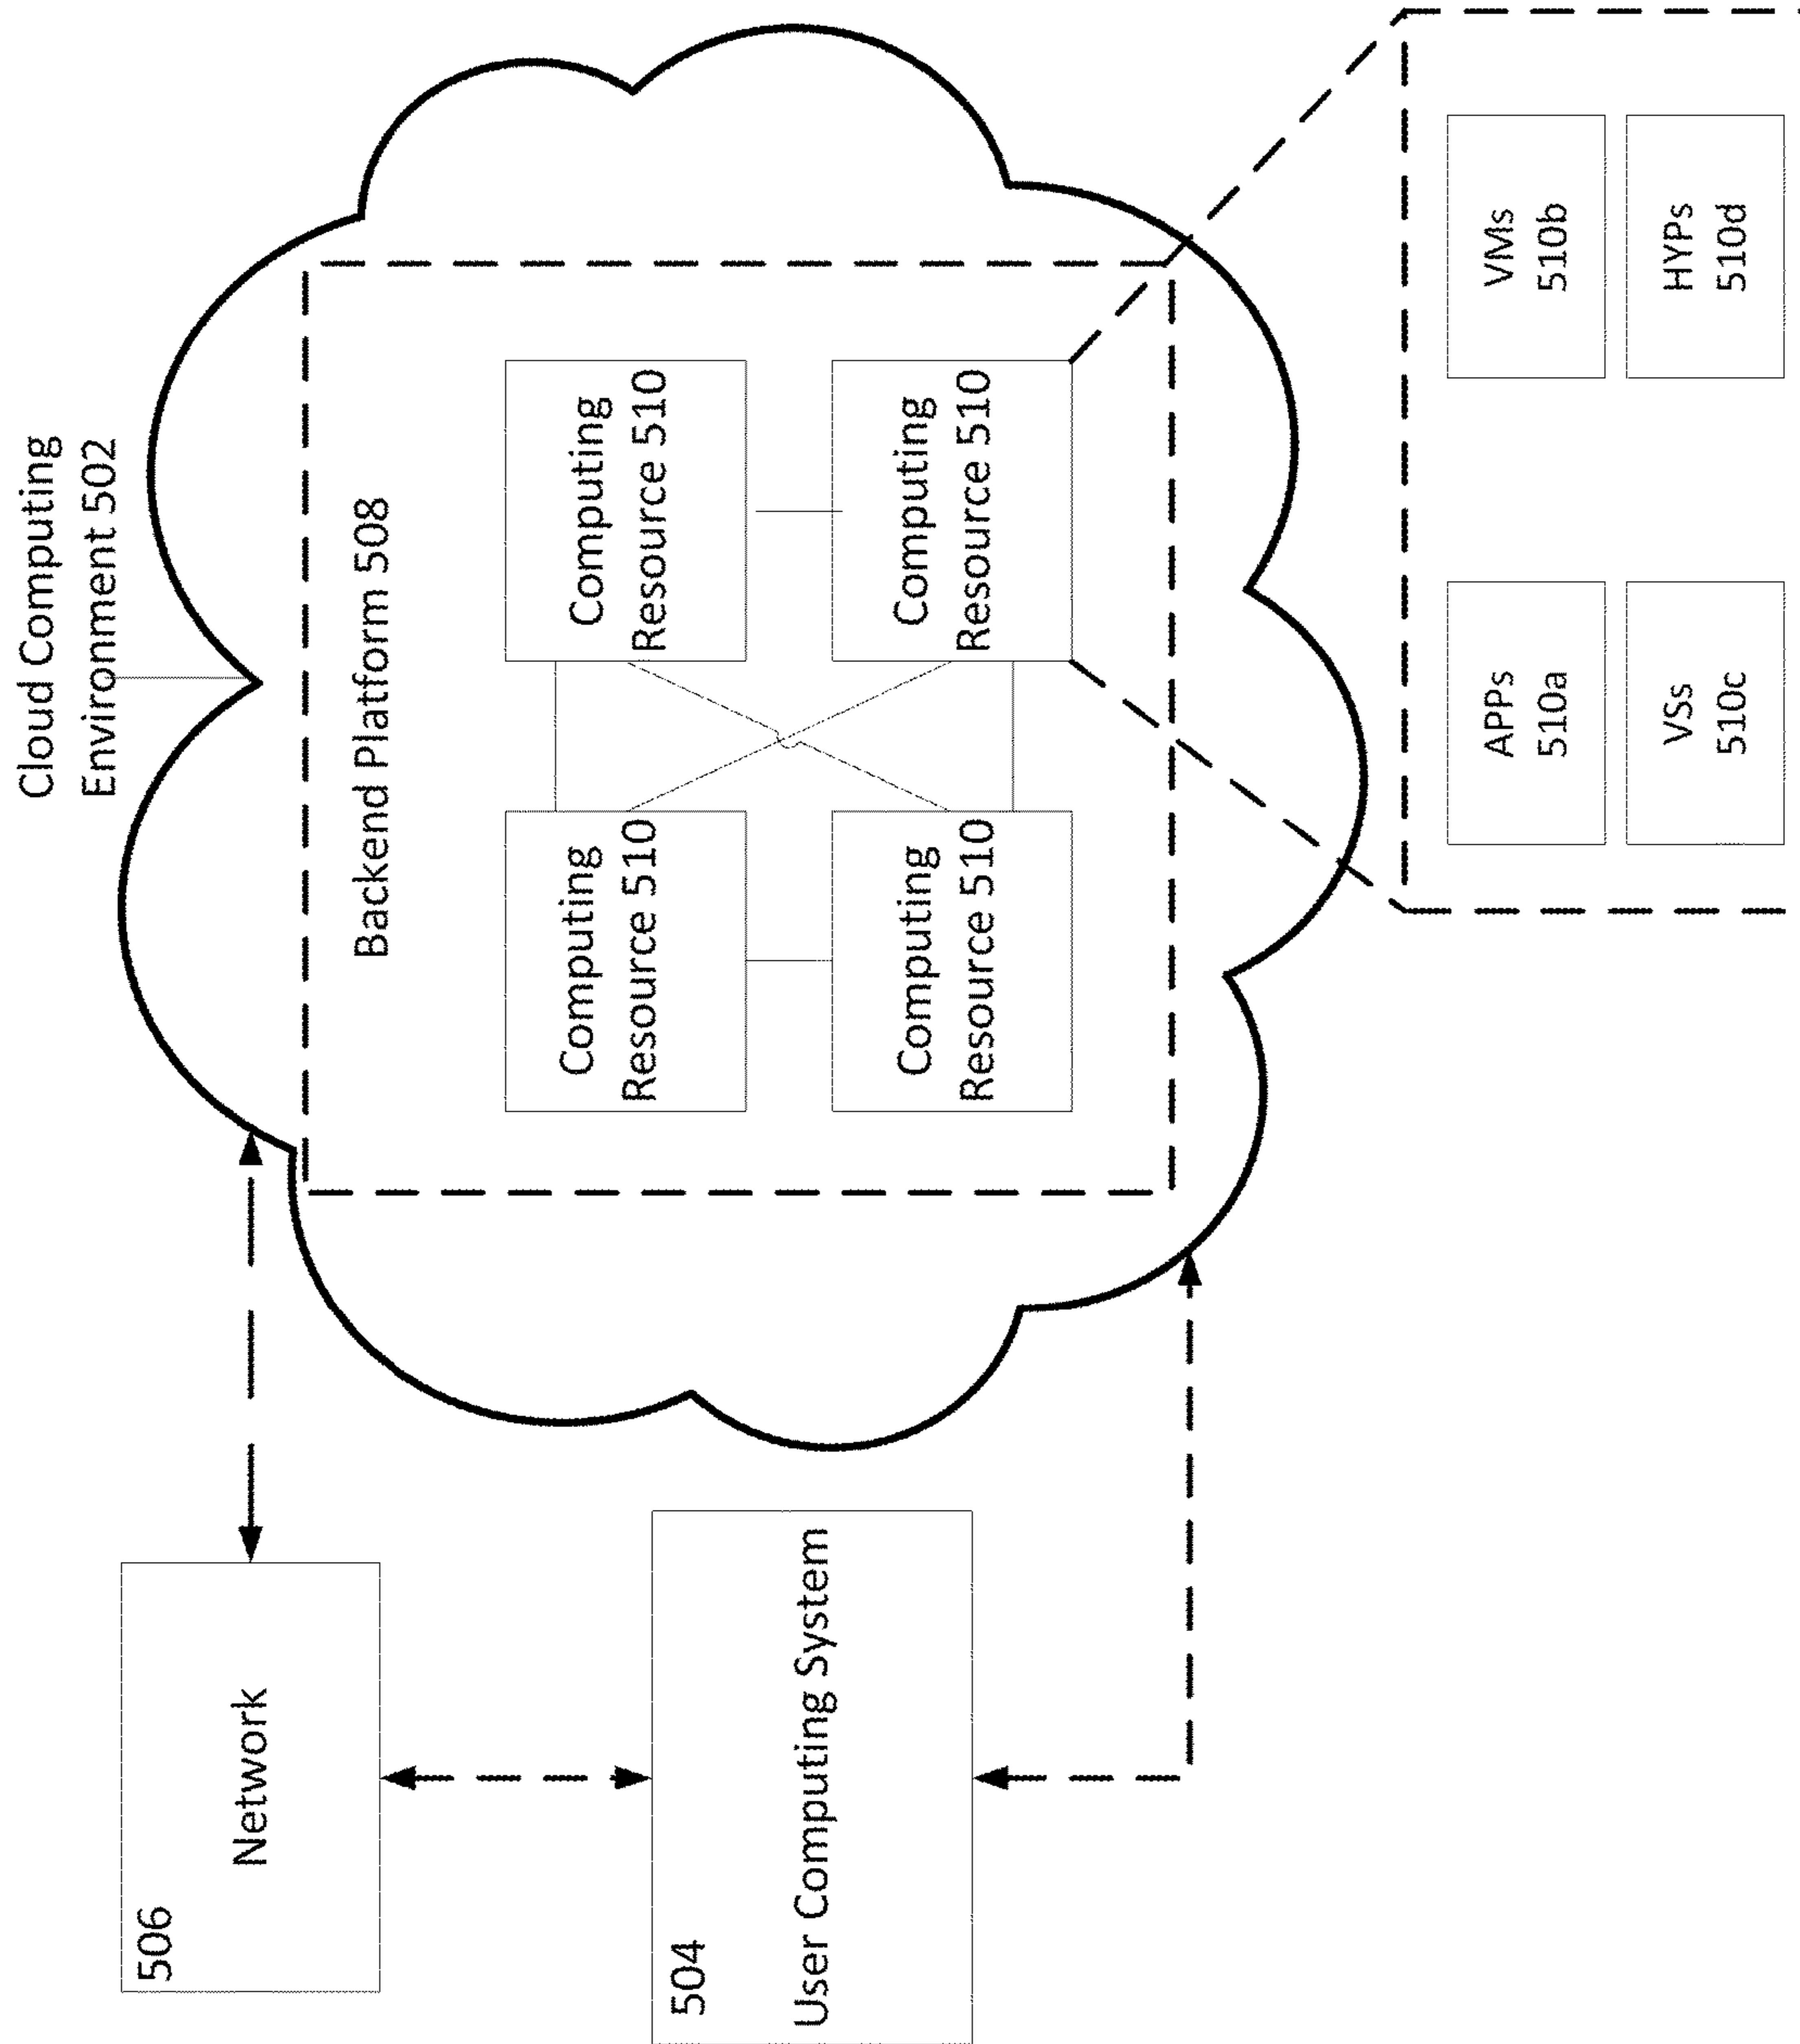 Cloud Computing
Environment 502
506
Network
Backend Platform 508
Computing
Resource 510
Computing
Resource 510
504
User Computing System
Computing
Resource 510
Computing
Resource 510
APPs
510a
VMs
510b
VSs
510c
HYPs
510d